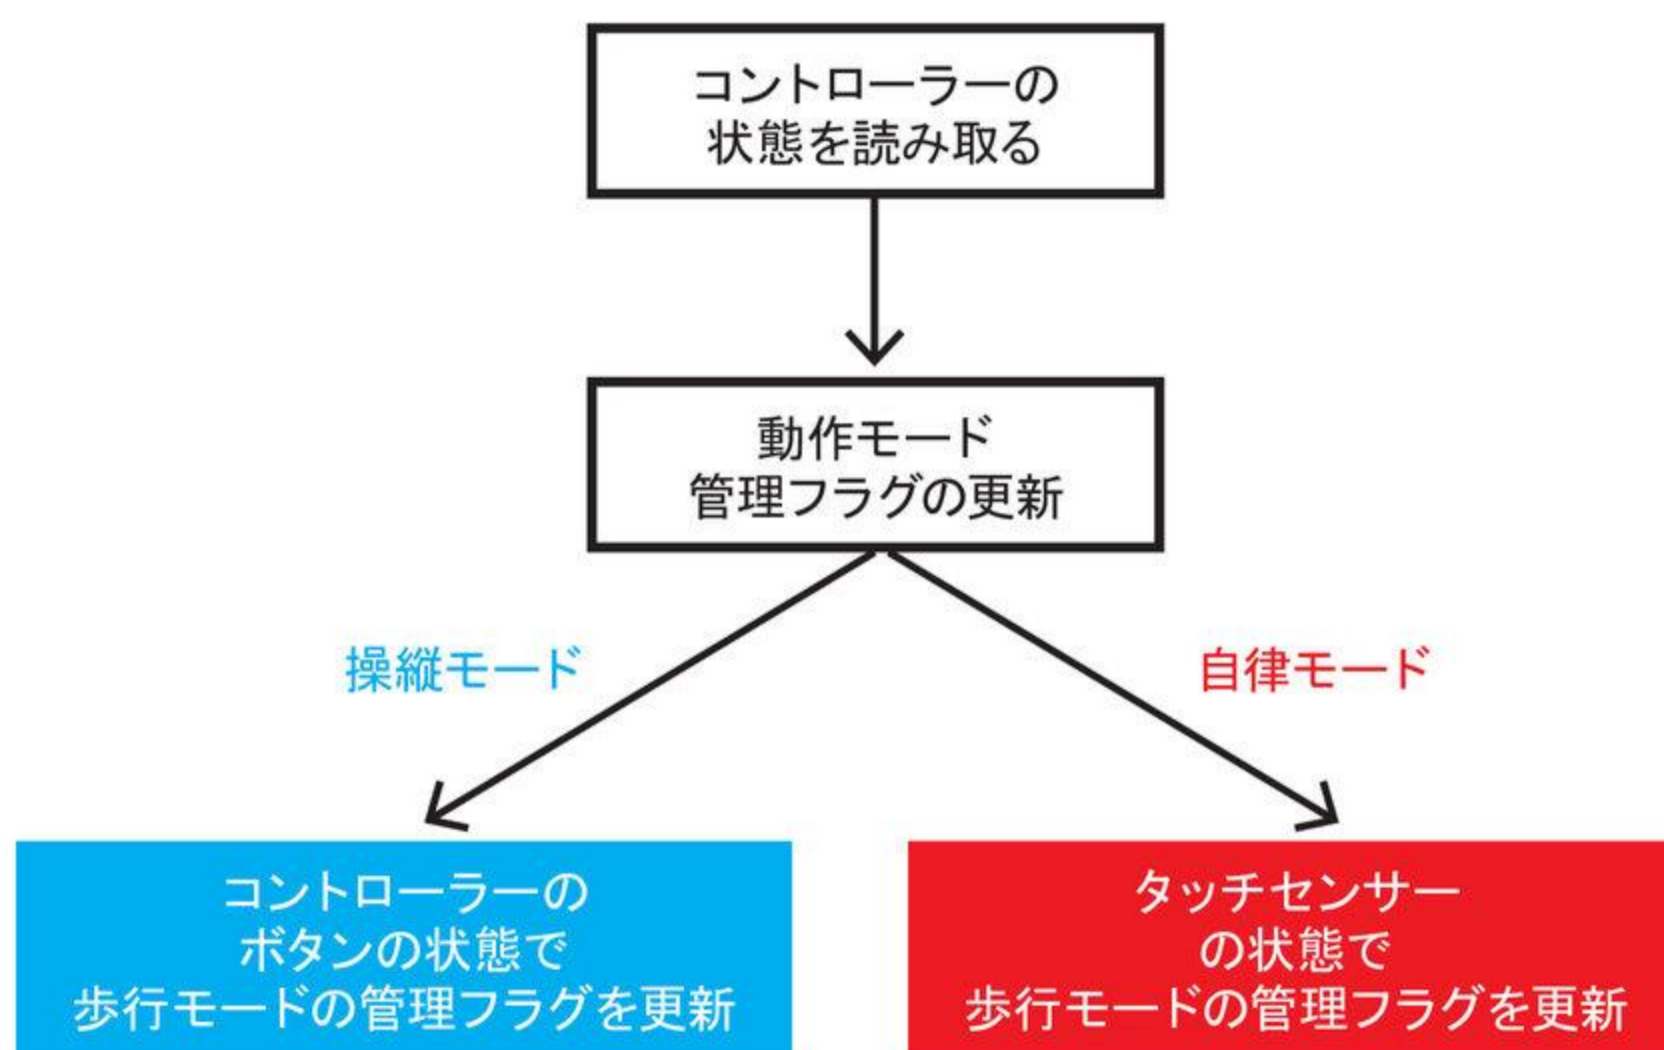 コントローラーの
状態を読み取る
動作モード
管理フラグの更新
操縦モード
自律モード
コントローラーの
ボタンの状態で
歩行モードの管理フラグを更新
タッチセンサー
の状態で
歩行モードの管理フラグを更新